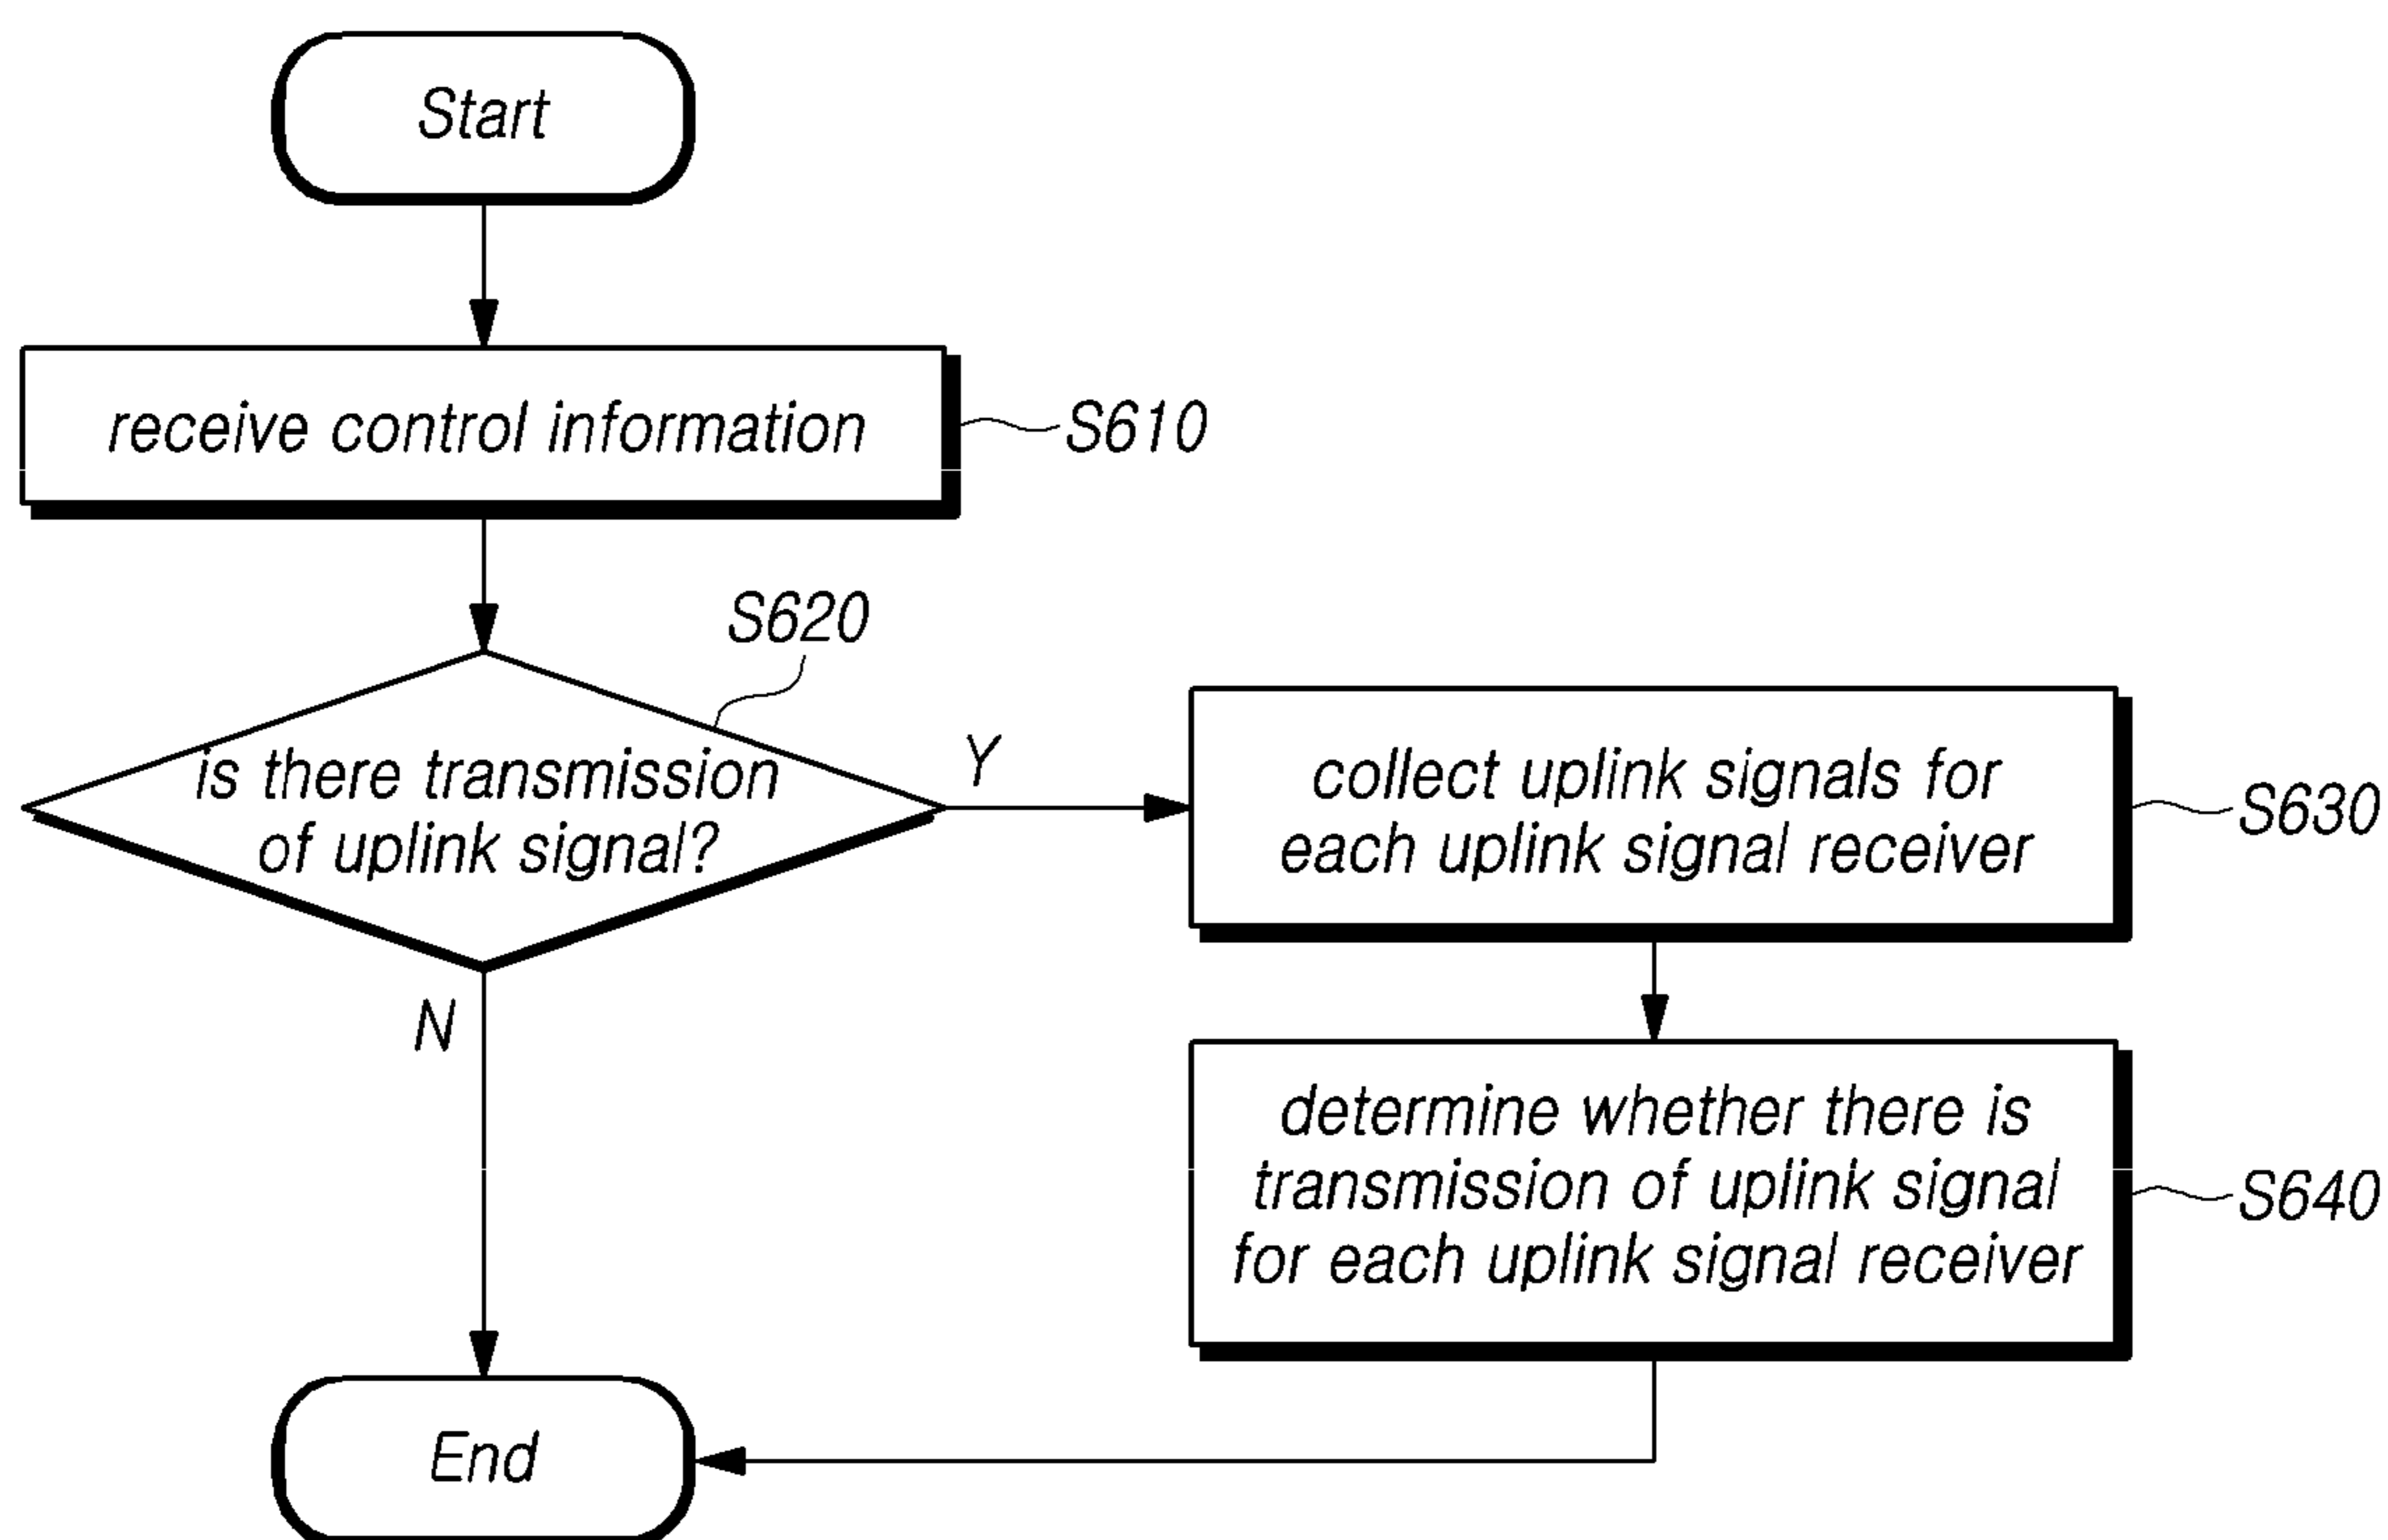 Start
receive control information
S610
S620
is there transmission
of uplink signal?
Y
N
collect uplink signals for
each uplink signal receiver
S630
determine whether there is
transmission of uplink signal
for each uplink signal receiver
S640
End